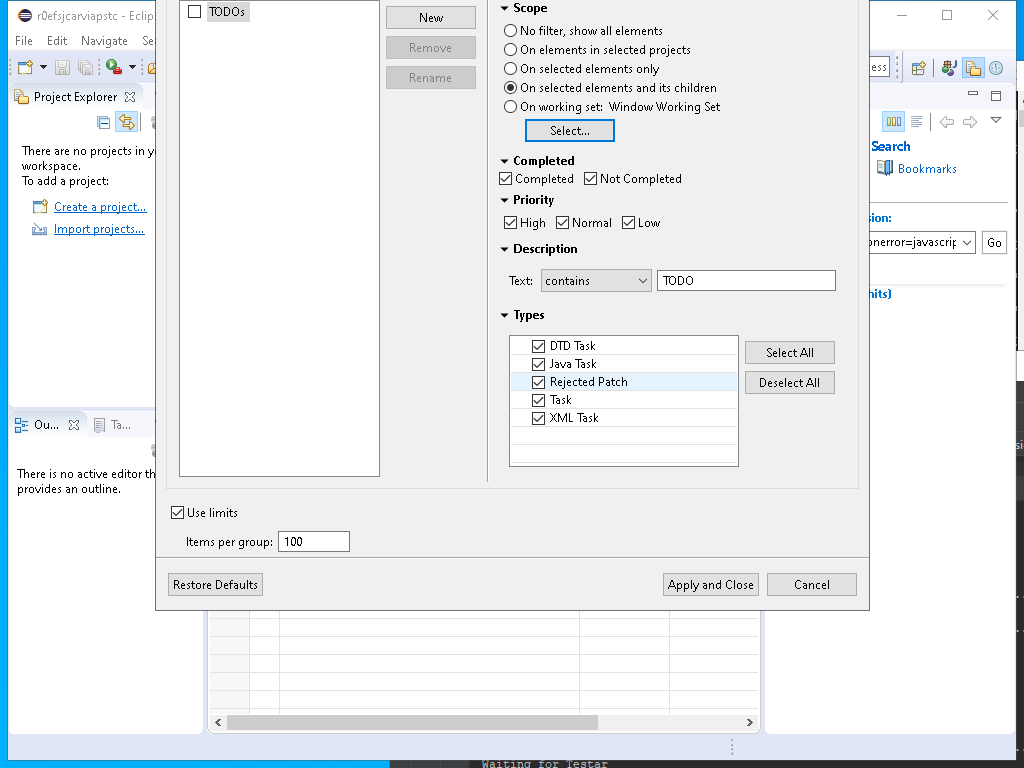 r0efsjcarviapstc - Eclip
File Edit Navigate Se
Project Explorer
There are no projects in y
workspace.
To add a project:
Create a project...
Import projects...
Ou...
Ta...
There is no active editor th
provides an outline.
TODOs
New
Remove
Rename
Scope
No filter, show all elements
On elements in selected projects
On selected elements only
On selected elements and its children
On working set: Window Working Set
Select...
Completed
Completed Not Completed
Priority
High Normal Low
Description
Text: contains TODO
Types
DTD Task
Java Task
Rejected Patch
Task
XML Task
Select All
Deselect All
Use limits
Items per group: 100
Restore Defaults
Apply and Close
Cancel
ess
Search
Bookmarks
sion:
onerror=javascrip
Go
hits)
Waiting for Testar